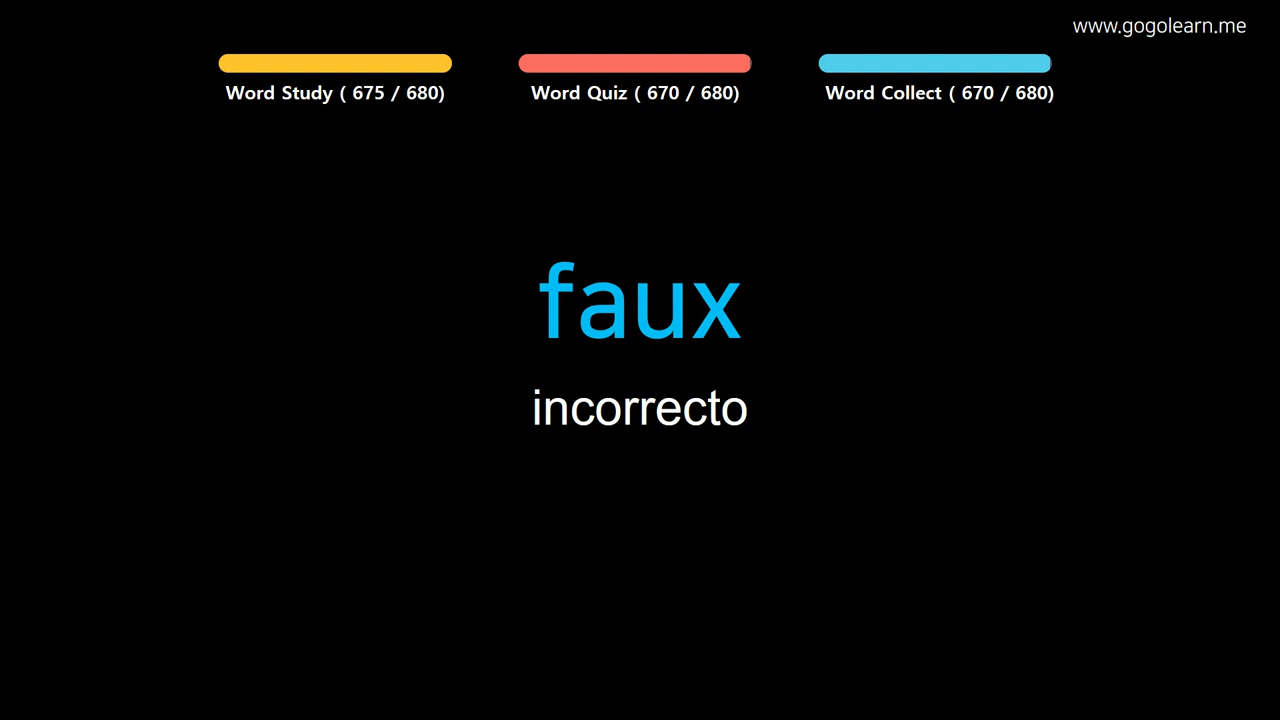 www.gogolearn.me
Word Study ( 675 / 680)
Word Quiz ( 670 / 680)
Word Collect ( 670 / 680)
faux
incorrecto